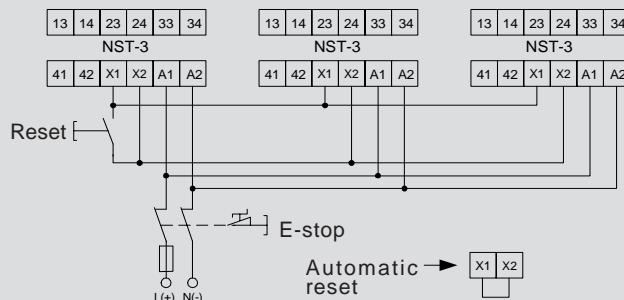 13 14 23 24 33 34 13 14 23 24 33 34 13 14 23 24 33 34
NST-3 NST-3 NST-3
41 42 X1 X2 A1 A2 41 42 X1 X2 A1 A2 41 42 X1 X2 A1 A2
Reset
E-stop
Automatic
reset
X1 X2
L(+) N(-)